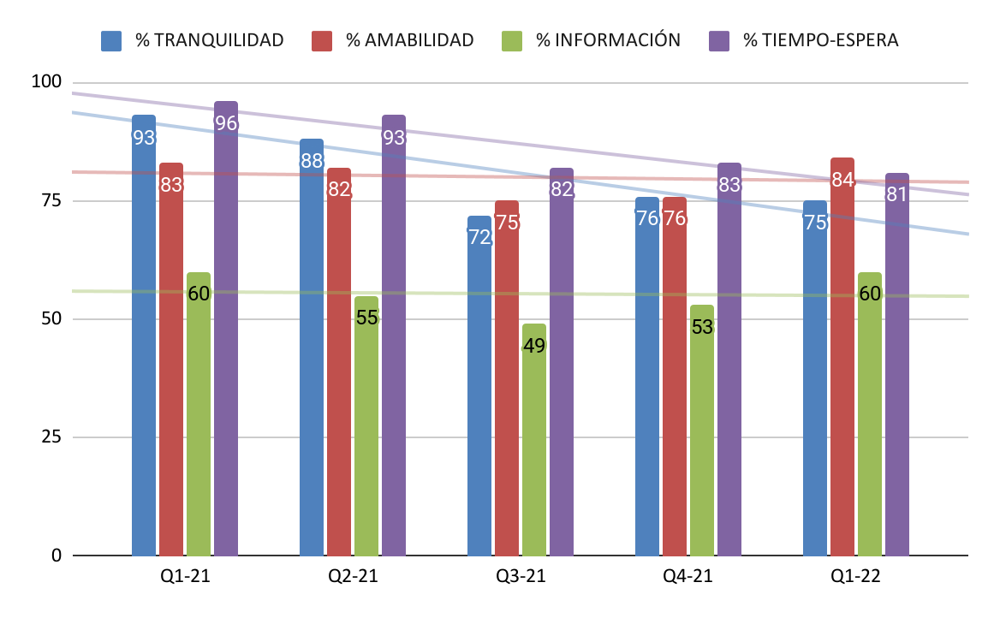 % TRANQUILIDAD % AMABILIDAD % INFORMACIÓN % TIEMPO-ESPERA
100
75
50
25
0
93 83 60 96
88 82 55 93
72 75 49 82
76 76 53 83
75 84 60 81
Q1-21 Q2-21 Q3-21 Q4-21 Q1-22